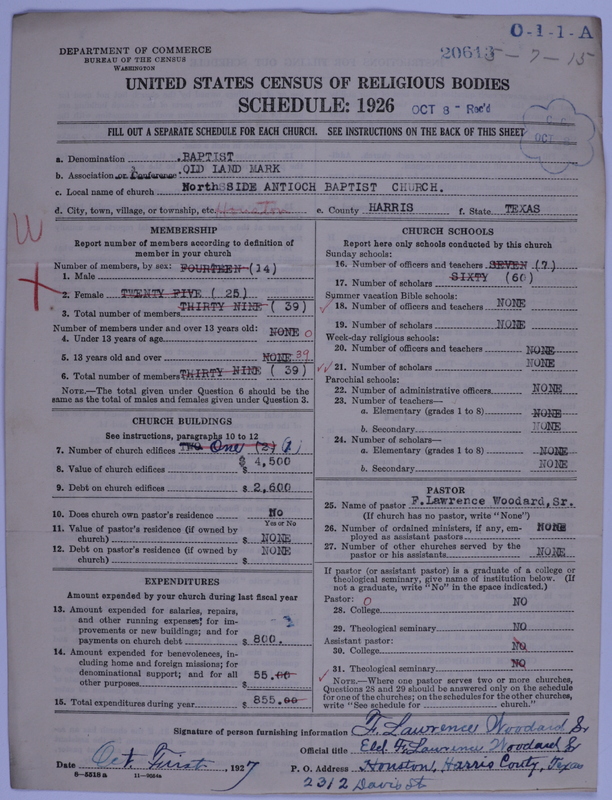 O-1-1-A
DEPARTMENT OF COMMERCE
BUREAU OF THE CENSUS
WASHINGTON
20613
5-7-15
UNITED STATES CENSUS OF RELIGIOUS BODIES
SCHEDULE: 1926
OCT 8 - Rec'd
FILL OUT A SEPARATE SCHEDULE FOR EACH CHURCH. SEE INSTRUCTIONS ON THE BACK OF THIS SHEET
OCT
a. Denomination BAPTIST
b. Association or Conference OLD LAND MARK
c. Local name of church North SIDE ANTIOCH BAPTIST CHURCH.
d. City, town, village, or township, etc. Houston e. County HARRIS f. State TEXAS
W
MEMBERSHIP
Report number of members according to definition of member in your church
Number of members, by sex:
1. Male FOURTEEN (14)
2. Female TWENTY FIVE ( 25)
3. Total number of members THIRTY NINE ( 39)
Number of members under and over 13 years old:
4. Under 13 years of age NONE 0
5. 13 years old and over NONE 39
6. Total number of members THIRTY NINE ( 39)
NOTE.—The total given under Question 6 should be the same as the total of males and females given under Question 3.
CHURCH BUILDINGS
See instructions, paragraphs 10 to 12
7. Number of church edifices TWO One (2) (1)
8. Value of church edifices $ 4,500
9. Debt on church edifices $ 2,600
10. Does church own pastor's residence No
Yes or No
11. Value of pastor's residence (if owned by church) $ NONE
12. Debt on pastor's residence (if owned by church) $ NONE
EXPENDITURES
Amount expended by your church during last fiscal year
13. Amount expended for salaries, repairs, and other running expenses; for improvements or new buildings; and for payments on church debt $ 800.
14. Amount expended for benevolences, including home and foreign missions; for denominational support; and for all other purposes 55.00
15. Total expenditures during year $ 855.00
CHURCH SCHOOLS
Report here only schools conducted by this church
Sunday schools:
16. Number of officers and teachers SEVEN (7)
17. Number of scholars SIXTY (60)
Summer vacation Bible schools:
18. Number of officers and teachers NONE
19. Number of scholars NONE
Week-day religious schools:
20. Number of officers and teachers NONE
21. Number of scholars NONE
Parochial schools:
22. Number of administrative officers NONE
23. Number of teachers—
a. Elementary (grades 1 to 8) NONE
b. Secondary NONE
24. Number of scholars—
a. Elementary (grades 1 to 8) NONE
b. Secondary NONE
PASTOR
25. Name of pastor F.Lawrence Woodard,Sr.
(If church has no pastor, write "None")
26. Number of ordained ministers, if any, employed as assistant pastors NONE
27. Number of other churches served by the pastor or his assistants NONE
If pastor (or assistant pastor) is a graduate of a college or theological seminary, give name of institution below. (If not a graduate, write "No" in the space indicated.)
Pastor: 0
28. College NO
29. Theological seminary NO
Assistant pastor:
30. College NO
31. Theological seminary NO
NOTE.—Where one pastor serves two or more churches, Questions 28 and 29 should be answered only on the schedule for one of the churches; on the schedules for the other churches, write "See schedule for church."
Signature of person furnishing information F. Lawrence Woodard Sr
Official title Eld. F. Lawrence Woodard Sr
Date Oct First, 1927 P. O. Address Houston, Harris Conty, Texas
8—5518 a 11—9054a 2312 Davis St